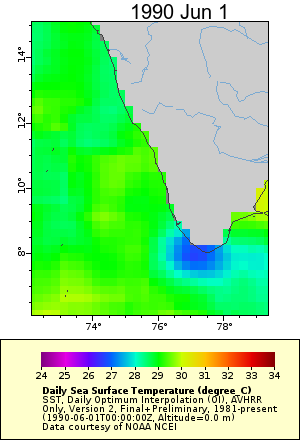 1990 Jun 1
14°
12°
10°
8°
74°
76°
78°
24 25 26 27 28 29 30 31 32 33 34
Daily Sea Surface Temperature (degree_C)
SST, Daily Optimum Interpolation (OI), AVHRR
Only, Version 2, Final+Preliminary, 1981-present
(1990-06-01T00:00:00Z, Altitude=0.0 m)
Data courtesy of NOAA NCEI